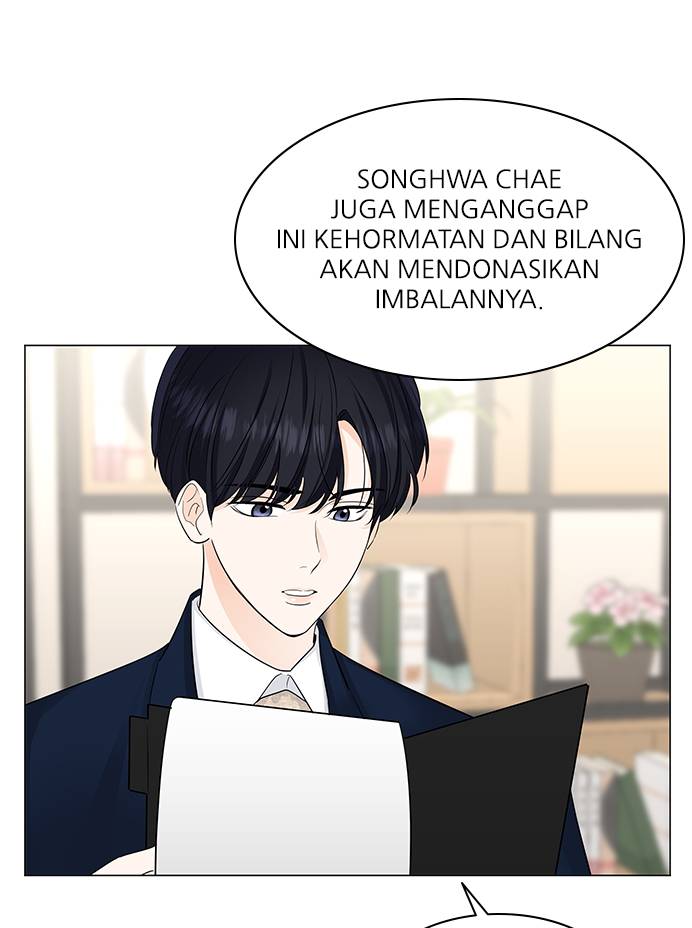 SONGHWA CHAE
JUGA MENGANGGAP
INI KEHORMATAN DAN BILANG
AKAN MENDONASIKAN
IMBALANNYA.